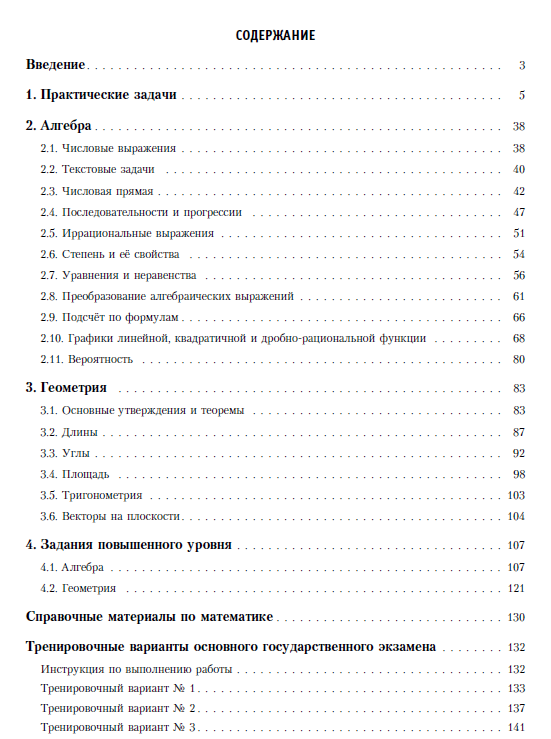 СОДЕРЖАНИЕ
Введение . . . . . . . . . . 3
1. Практические задачи . . . . . . . . . . 5
2. Алгебра . . . . . . . . . . 38
2.1. Числовые выражения . . . . . . . . . . 38
2.2. Текстовые задачи . . . . . . . . . . 40
2.3. Числовая прямая . . . . . . . . . . 42
2.4. Последовательности и прогрессии . . . . . . . . . . 47
2.5. Иррациональные выражения . . . . . . . . . . 51
2.6. Степень и её свойства . . . . . . . . . . 54
2.7. Уравнения и неравенства . . . . . . . . . . 56
2.8. Преобразование алгебраических выражений . . . . . . . . . . 61
2.9. Подсчёт по формулам . . . . . . . . . . 66
2.10. Графики линейной, квадратичной и дробно-рациональной функции . . . . . . . 68
2.11. Вероятность . . . . . . . . . . 80
3. Геометрия . . . . . . . . . . 83
3.1. Основные утверждения и теоремы . . . . . . . . . . 83
3.2. Длины . . . . . . . . . . 87
3.3. Углы . . . . . . . . . . 92
3.4. Площадь . . . . . . . . . . 98
3.5. Тригонометрия . . . . . . . . . . 103
3.6. Векторы на плоскости . . . . . . . . . . 104
4. Задания повышенного уровня . . . . . . . . . . 107
4.1. Алгебра . . . . . . . . . . 107
4.2. Геометрия . . . . . . . . . . 121
Справочные материалы по математике . . . . . . . . . . 130
Тренировочные варианты основного государственного экзамена . . . . . . . 132
Инструкция по выполнению работы . . . . . . . . . . 132
Тренировочный вариант № 1 . . . . . . . . . . 133
Тренировочный вариант № 2 . . . . . . . . . . 137
Тренировочный вариант № 3 . . . . . . . . . . 141